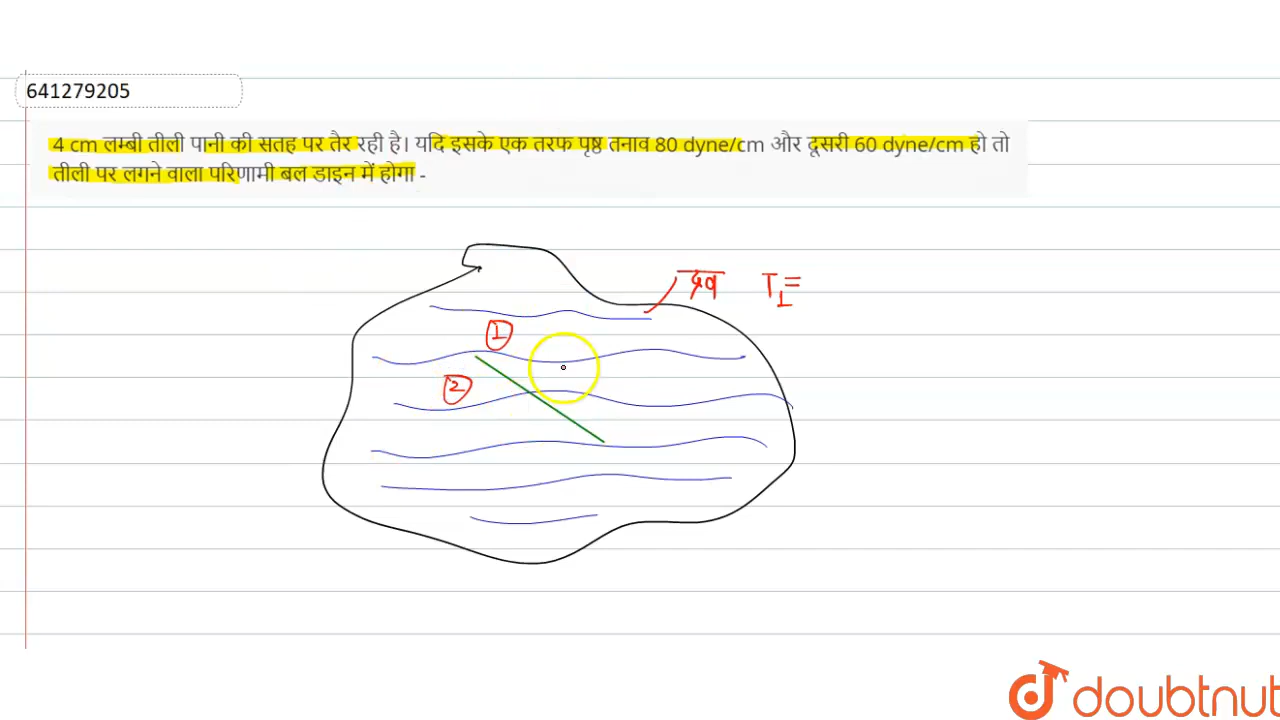 641279205
4 cm लम्बी तीली पानी की सतह पर तैर रही है। यदि इसके एक तरफ पृष्ठ तनाव 80 dyne/cm और दूसरी 60 dyne/cm हो तो
तीली पर लगने वाला परिणामी बल डाइन में होगा -
द्रव T₁=
1
2
doubtnut